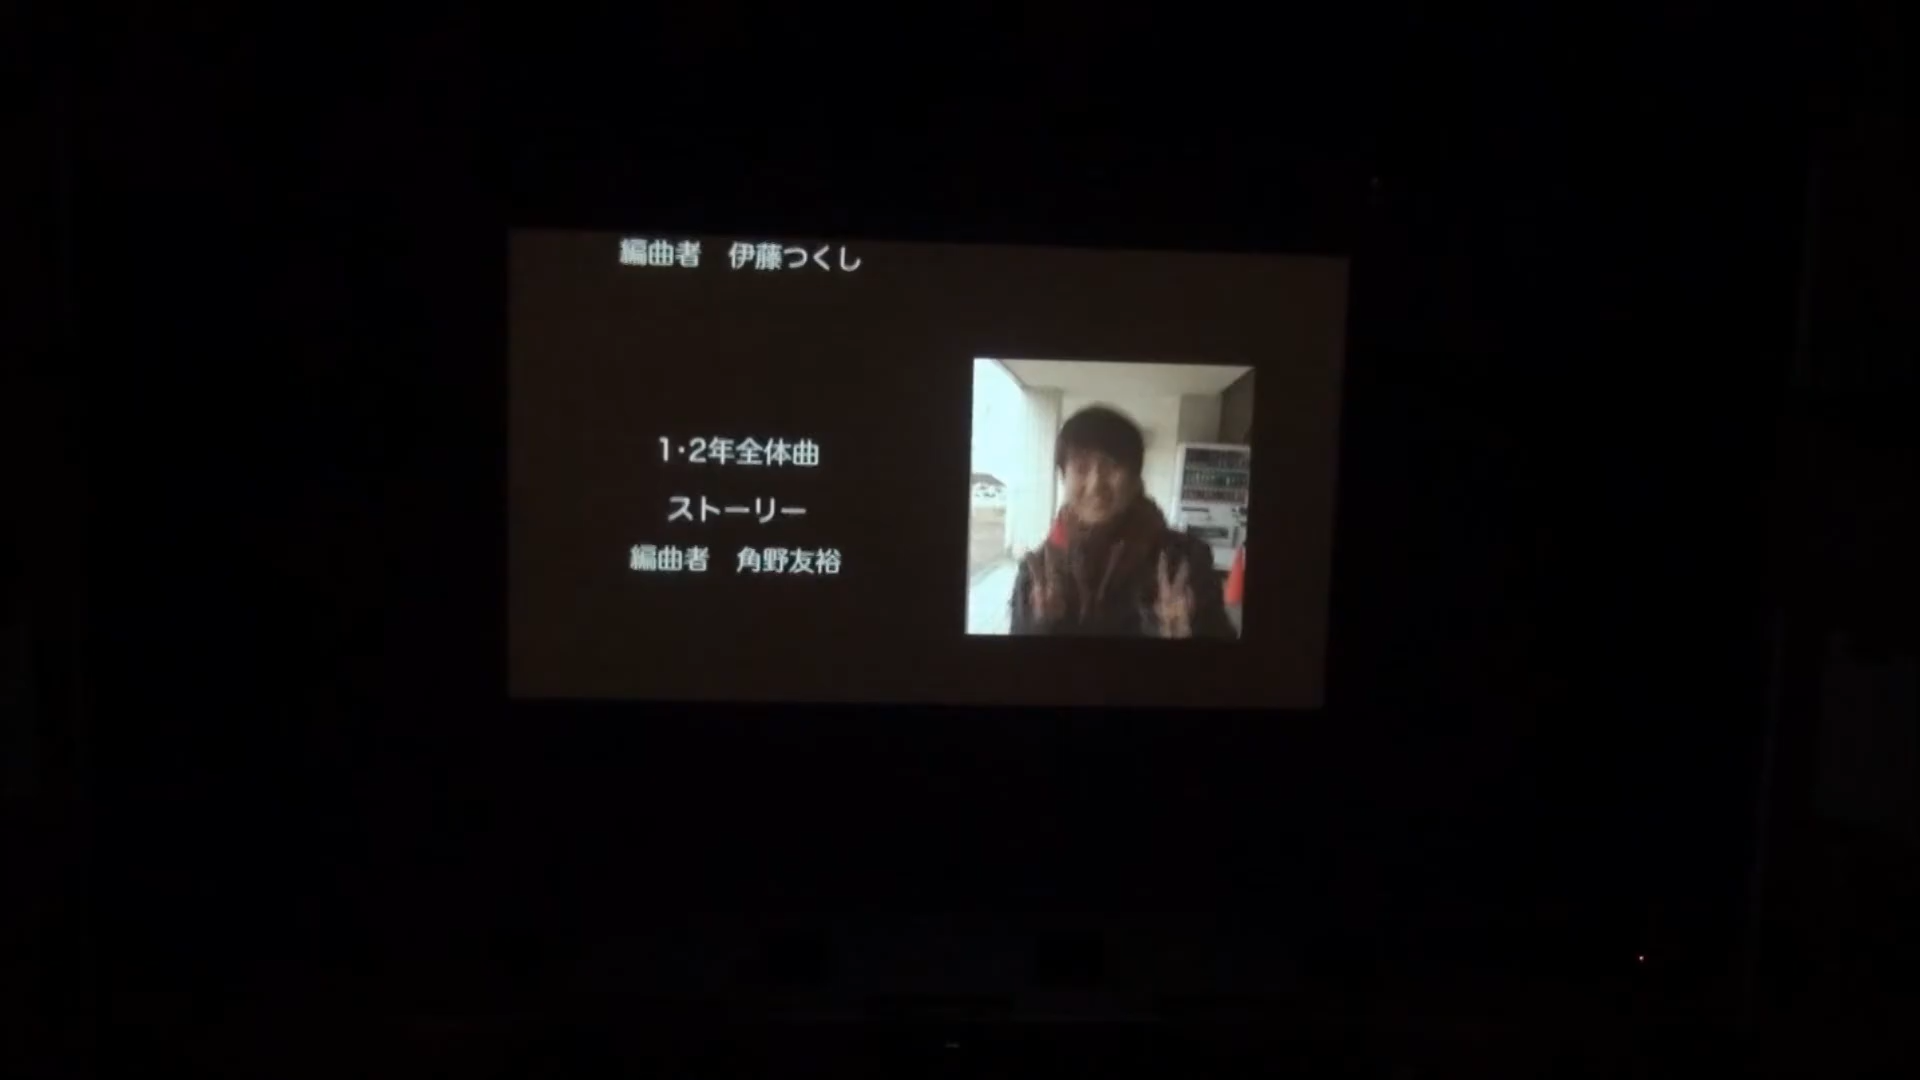 編曲者　伊藤つくし
1・2年全体曲
ストーリー
編曲者　角野友裕